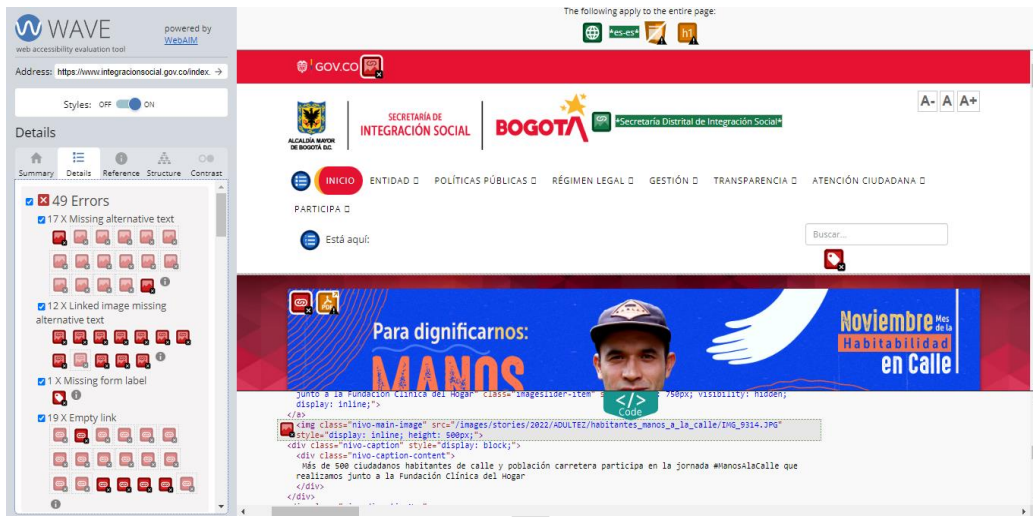 WAVE
powered by
WebAIM
web accessibility evaluation tool
Address: https://www.integracionsocial.gov.co/index.
Styles: OFF ON
Details
Summary Details Reference Structure Contrast
49 Errors
17 X Missing alternative text
12 X Linked image missing
alternative text
1 X Missing form label
19 X Empty link
The following apply to the entire page:
*es-es*
h1
GOV.CO
A- A A+
ALCALDÍA MAYOR
DE BOGOTÁ D.C.
SECRETARÍA DE
INTEGRACIÓN SOCIAL
BOGOTÁ
*Secretaría Distrital de Integración Social*
INICIO ENTIDAD POLÍTICAS PÚBLICAS RÉGIMEN LEGAL GESTIÓN TRANSPARENCIA ATENCIÓN CIUDADANA
PARTICIPA
Está aquí:
Buscar...
Para dignificarnos:
MANOS
Noviembre Mes de la
Habitabilidad
en Calle
</>
Code
junto a la Fundación Clínica del Hogar" class="imageslider-item" 750px; visibility: hidden;
display: inline;">
</a>
<img class="nivo-main-image" src="/images/stories/2022/ADULTEZ/habitantes_manos_a_la_calle/IMG_9314.JPG"
style="display: inline; height: 500px;">
<div class="nivo-caption" style="display: block;">
<div class="nivo-caption-content">
Más de 500 ciudadanos habitantes de calle y población carretera participa en la jornada #ManosAlaCalle que
realizamos junto a la Fundación Clínica del Hogar
</div>
</div>